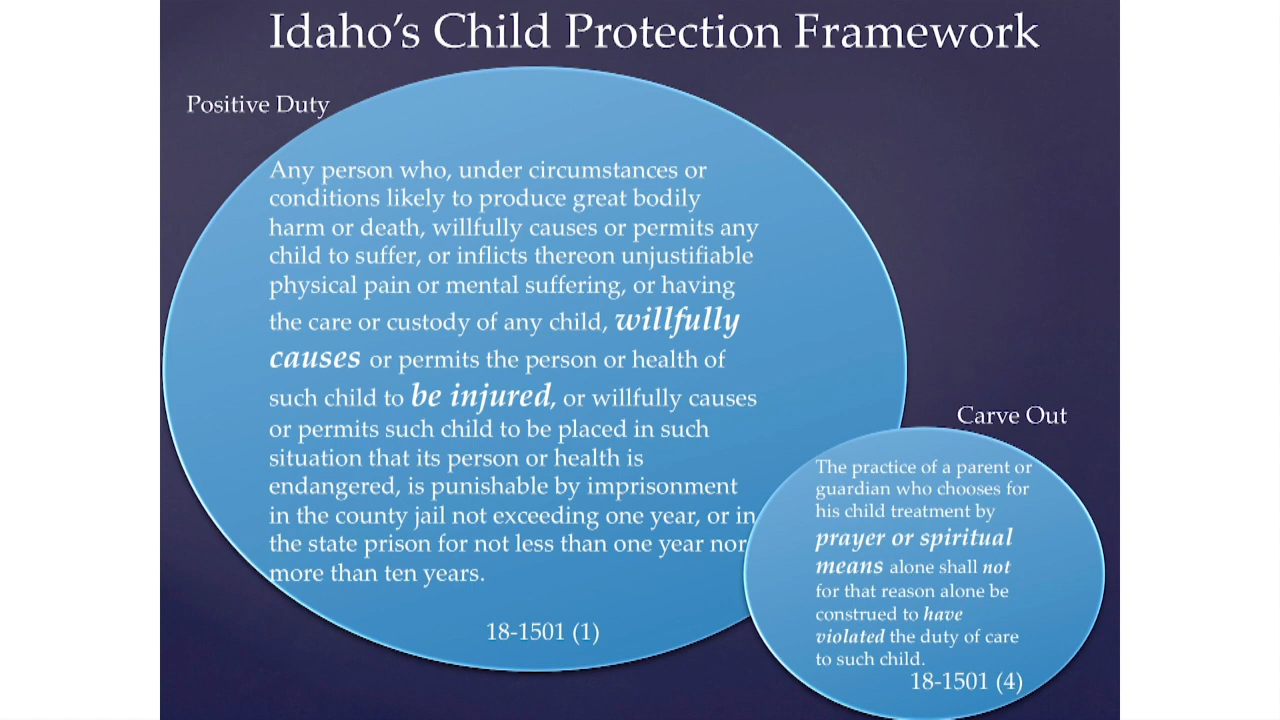 Idaho’s Child Protection Framework
Positive Duty
Any person who, under circumstances or
conditions likely to produce great bodily
harm or death, willfully causes or permits any
child to suffer, or inflicts thereon unjustifiable
physical pain or mental suffering, or having
the care or custody of any child, willfully
causes or permits the person or health of
such child to be injured, or willfully causes
or permits such child to be placed in such
situation that its person or health is
endangered, is punishable by imprisonment
in the county jail not exceeding one year, or in
the state prison for not less than one year nor
more than ten years.
18-1501 (1)
Carve Out
The practice of a parent or
guardian who chooses for
his child treatment by
prayer or spiritual
means alone shall not
for that reason alone be
construed to have
violated the duty of care
to such child.
18-1501 (4)